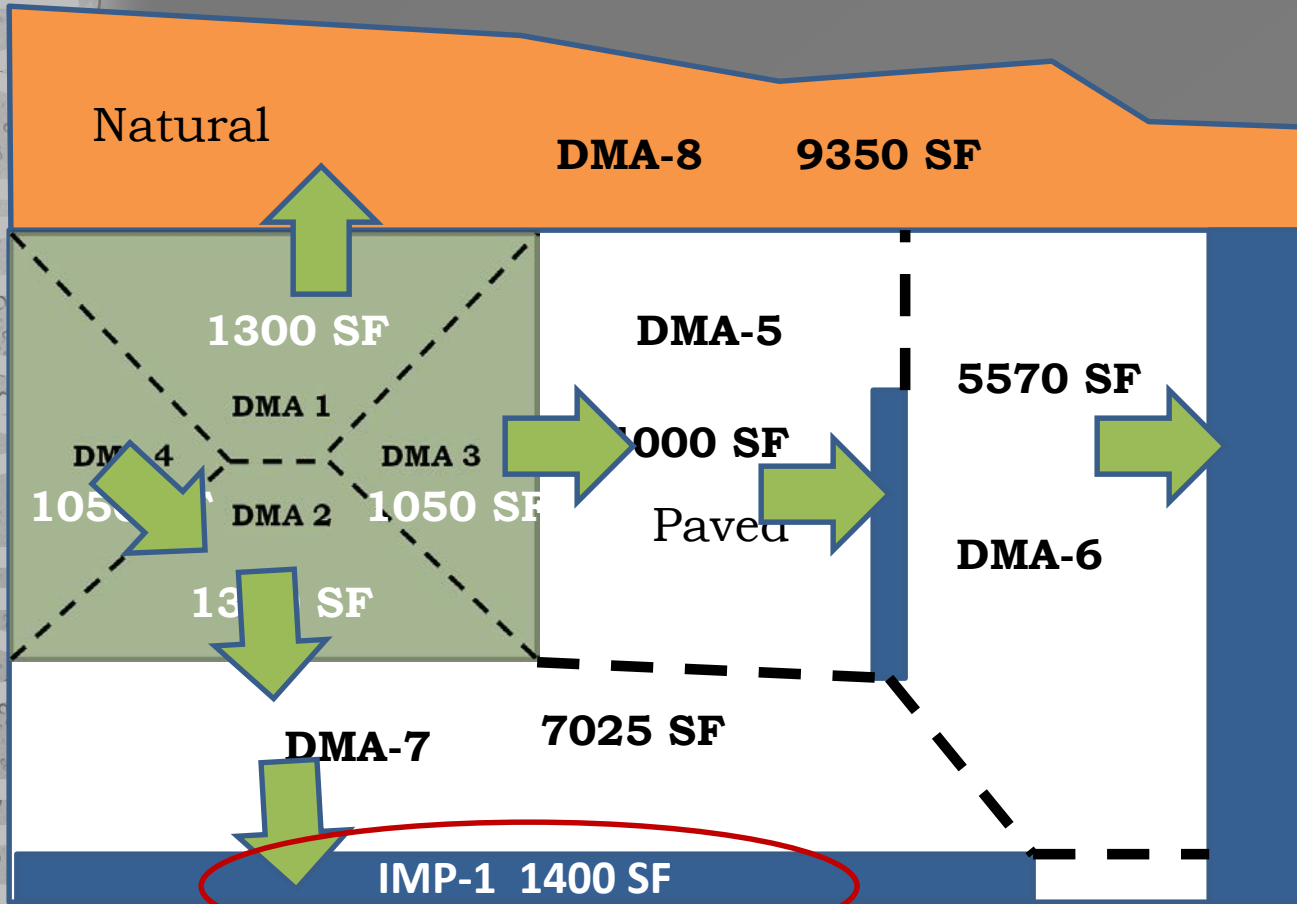 Natural
DMA-8 9350 SF
1300 SF
DMA-5
5570 SF
DMA 1
000 SF
DMA 3
1050 SF
DMA 2
Paved
DMA-6
SF
7025 SF
DMA-7
IMP-1 1400 SF